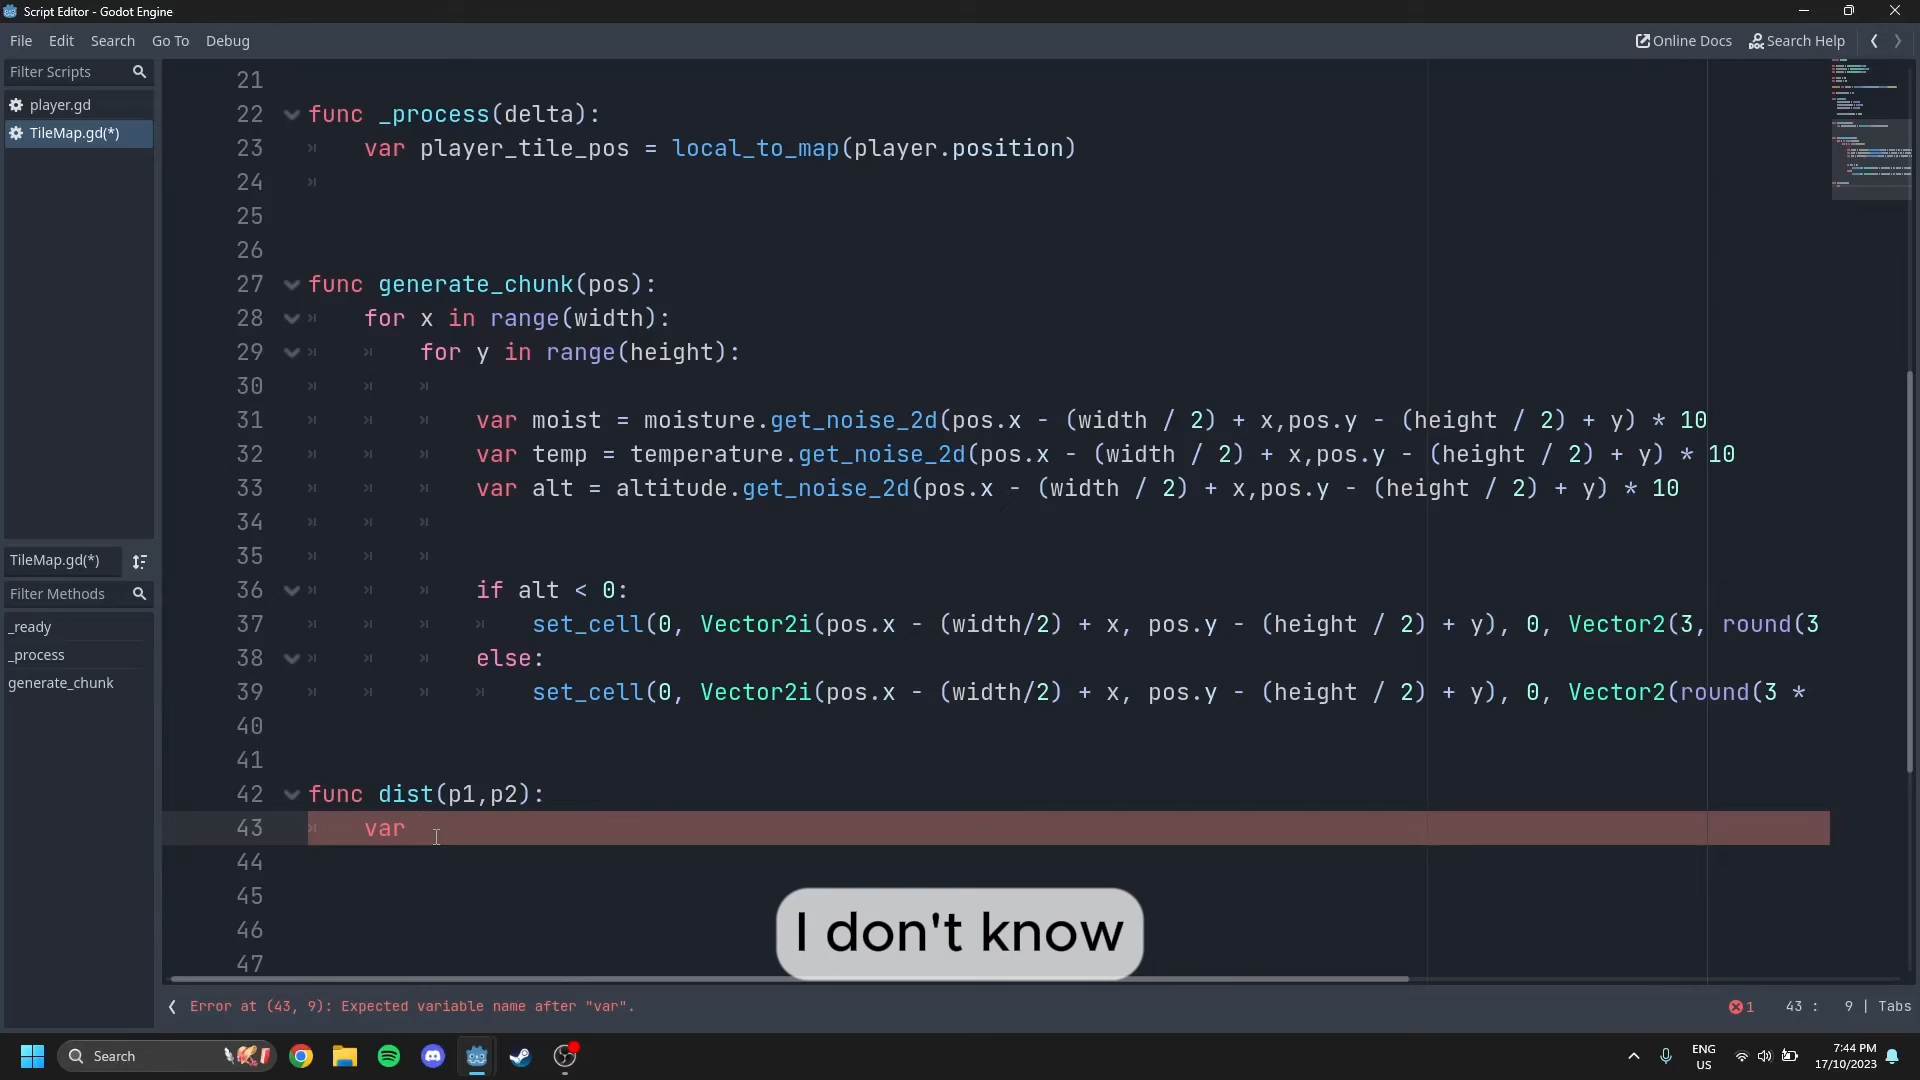 Script Editor - Godot Engine
File Edit Search Go To Debug
Online Docs Search Help
Filter Scripts
player.gd
TileMap.gd(*)
TileMap.gd(*)
Filter Methods
_ready
_process
generate_chunk
21
22 func _process(delta):
23 var player_tile_pos = local_to_map(player.position)
24
25
26
27 func generate_chunk(pos):
28 for x in range(width):
29 for y in range(height):
30
31 var moist = moisture.get_noise_2d(pos.x - (width / 2) + x,pos.y - (height / 2) + y) * 10
32 var temp = temperature.get_noise_2d(pos.x - (width / 2) + x,pos.y - (height / 2) + y) * 10
33 var alt = altitude.get_noise_2d(pos.x - (width / 2) + x,pos.y - (height / 2) + y) * 10
34
35
36 if alt < 0:
37 set_cell(0, Vector2i(pos.x - (width/2) + x, pos.y - (height / 2) + y), 0, Vector2(3, round(3
38 else:
39 set_cell(0, Vector2i(pos.x - (width/2) + x, pos.y - (height / 2) + y), 0, Vector2(round(3 *
40
41
42 func dist(p1,p2):
43 var
44
45
46
47
I don't know
Error at (43, 9): Expected variable name after "var".
1 43 : 9 | Tabs
Search
ENG
US
7:44 PM
17/10/2023